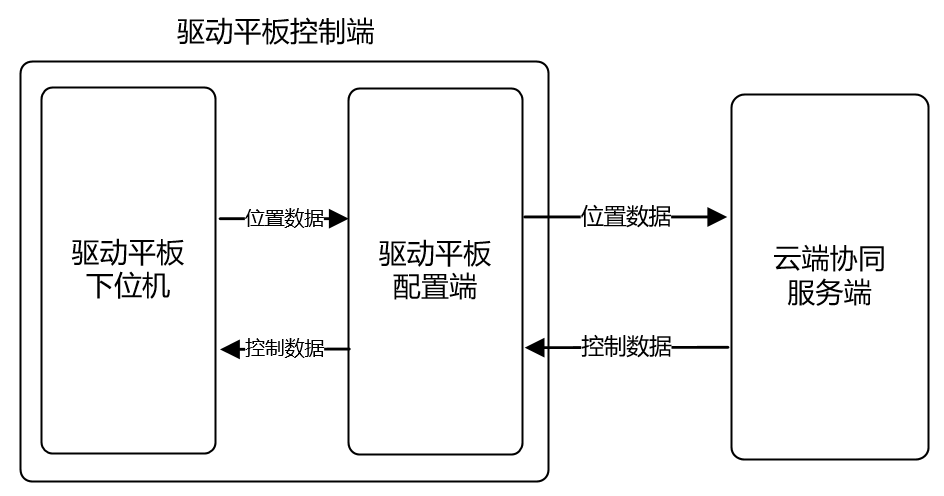 驱动平板控制端
驱动平板
下位机
位置数据
控制数据
驱动平板
配置端
位置数据
控制数据
云端协同
服务端